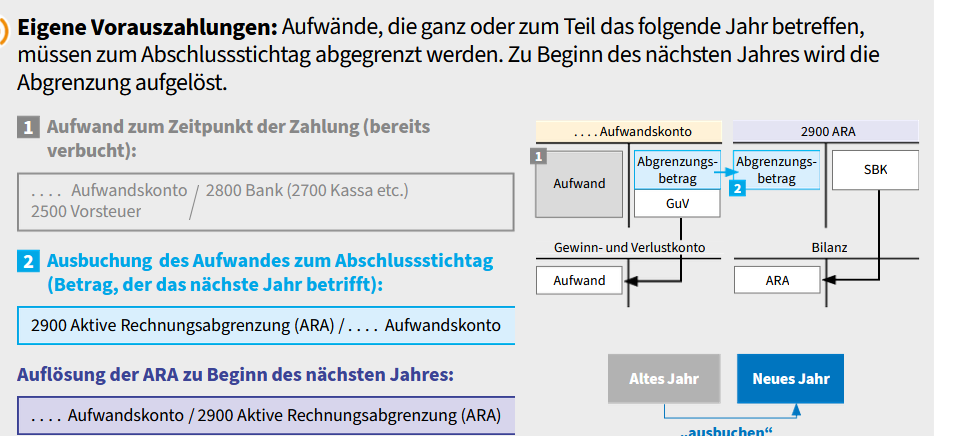 Eigene Vorauszahlungen: Aufwände, die ganz oder zum Teil das folgende Jahr betreffen,
müssen zum Abschlussstichtag abgegrenzt werden. Zu Beginn des nächsten Jahres wird die
Abgrenzung aufgelöst.
1 Aufwand zum Zeitpunkt der Zahlung (bereits
verbucht):
. . . . Aufwandskonto / 2800 Bank (2700 Kassa etc.)
2500 Vorsteuer
2 Ausbuchung des Aufwandes zum Abschlussstichtag
(Betrag, der das nächste Jahr betrifft):
2900 Aktive Rechnungsabgrenzung (ARA) / . . . . Aufwandskonto
Auflösung der ARA zu Beginn des nächsten Jahres:
. . . . Aufwandskonto / 2900 Aktive Rechnungsabgrenzung (ARA)
. . . . Aufwandskonto
2900 ARA
1
Aufwand
Abgrenzungs-
betrag
GuV
2
Abgrenzungs-
betrag
SBK
Gewinn- und Verlustkonto
Bilanz
Aufwand
ARA
Altes Jahr
Neues Jahr
„ausbuchen“